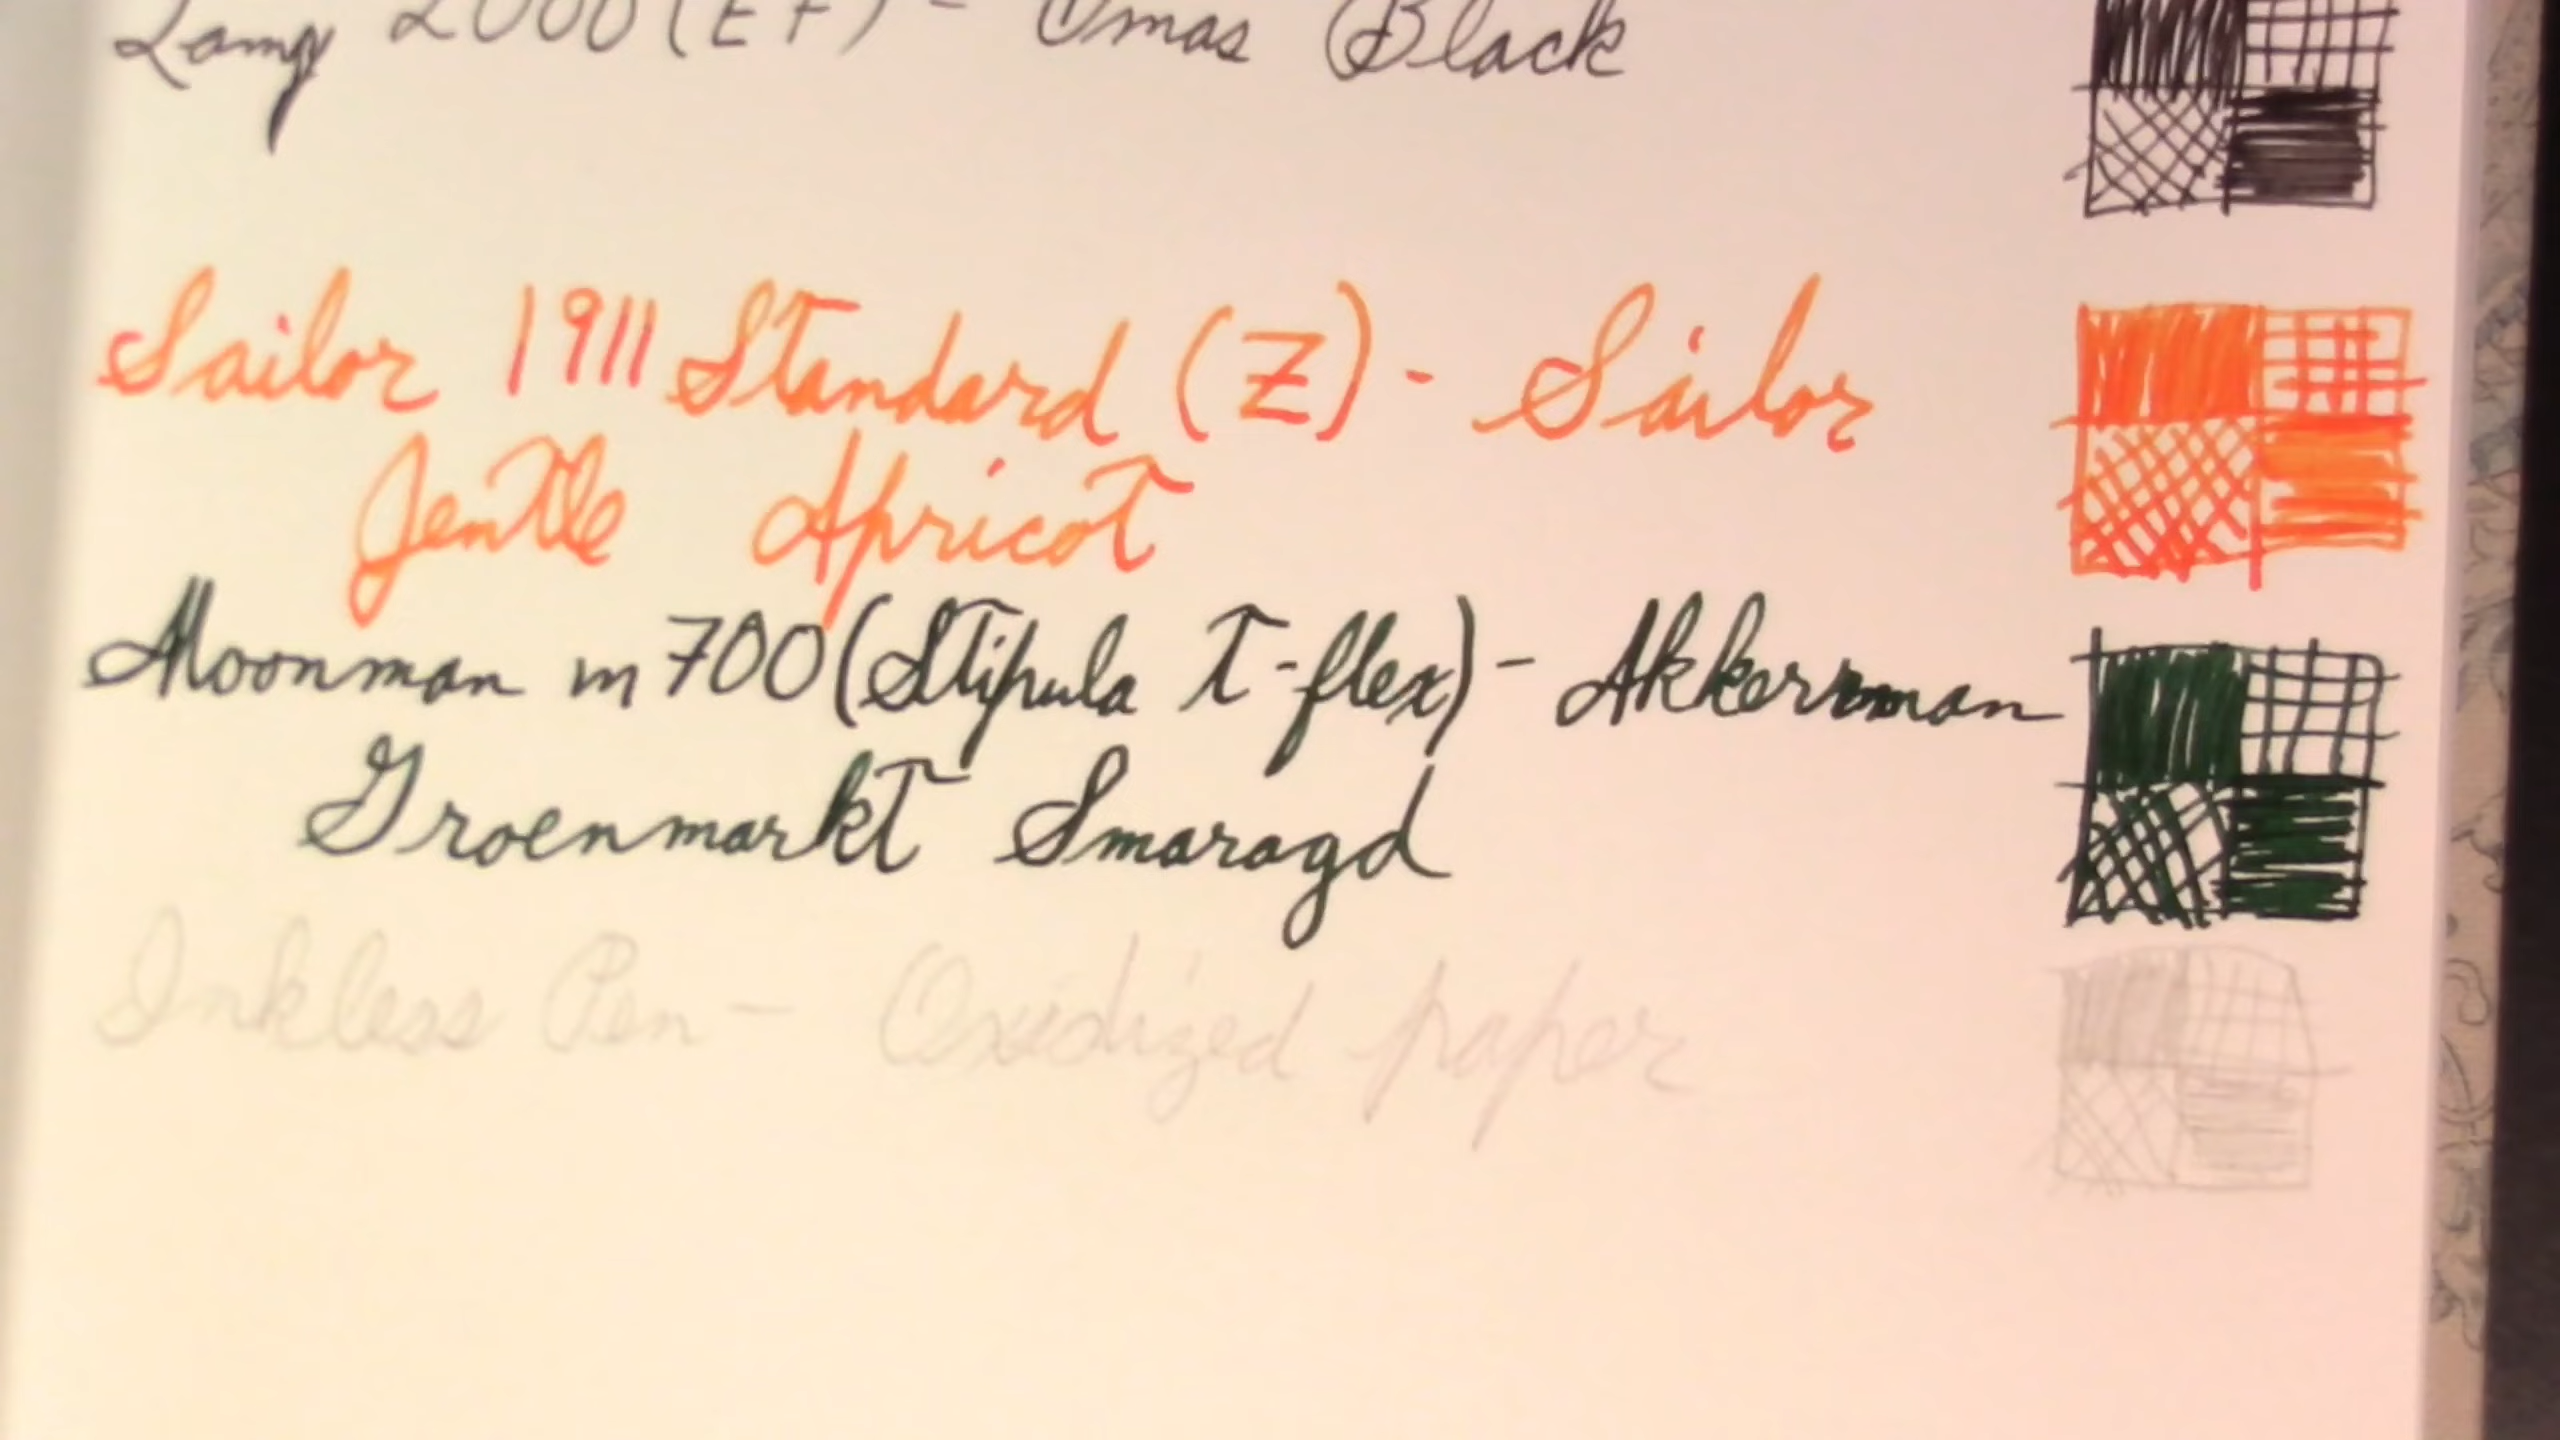 Lamy 2000 (EF) - Omas Black
Sailor 1911 Standard (Z) - Sailor
Jentle Apricot
Moonman m700 (Stipula T-flex) - Akkerman
Groenmarkt Smaragd
Inkless Pen - Oxidized paper